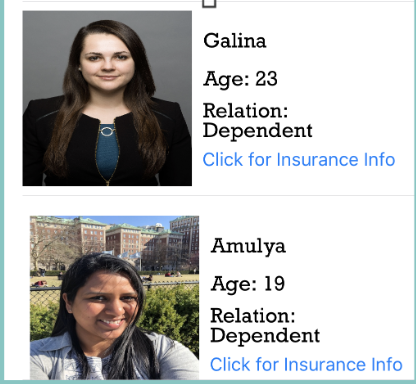 Galina
Age: 23
Relation:
Dependent
Click for Insurance Info
Amulya
Age: 19
Relation:
Dependent
Click for Insurance Info